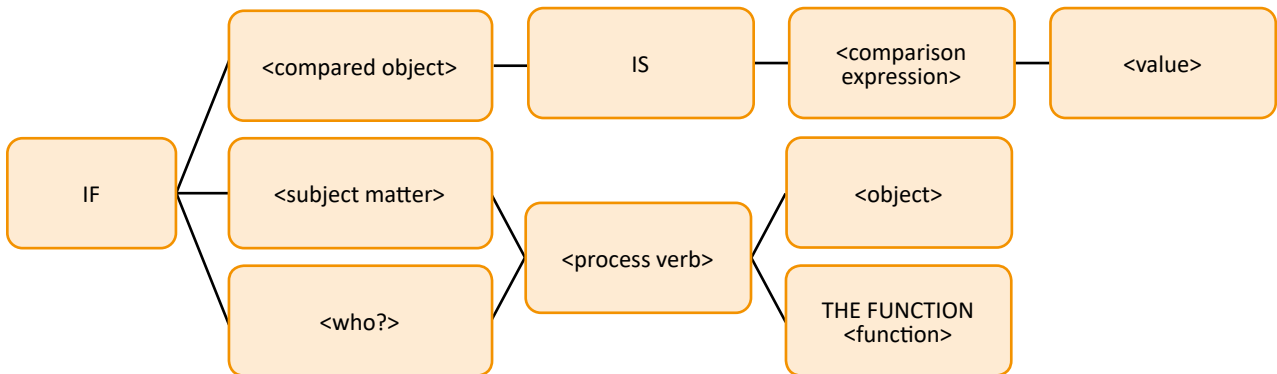 <compared object>
IS
<comparison
expression>
<value>
IF
<subject matter>
<object>
<process verb>
<who?>
THE FUNCTION
<function>